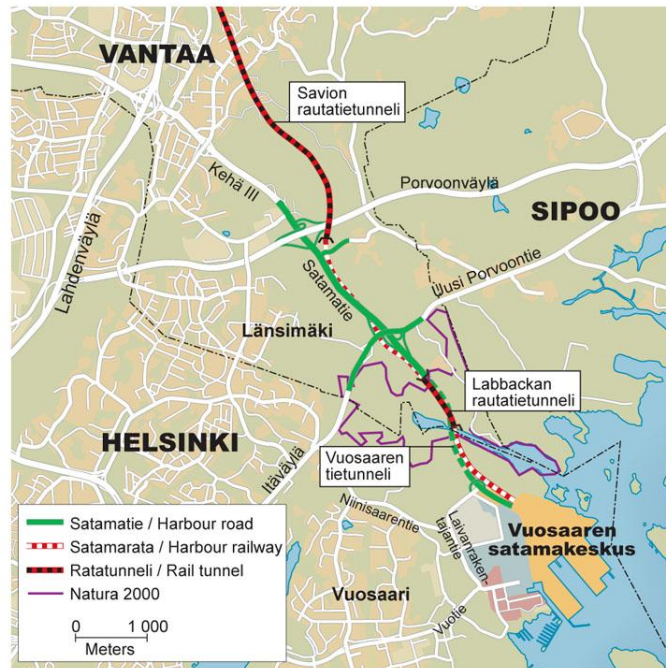 VANTAA
Savion
rautatietunneli
Kehä III
Porvoonväylä
SIPOO
Lahdenväylä
Satamatie
Uusi Porvoontie
Länsimäki
Labbackan
rautatietunneli
HELSINKI
Itäväylä
Vuosaaren
tietunneli
Niinisaarentie
Laivanraken-
tajantie
Vuosaaren
satamakeskus
Vuosaari
Vuotie
Satamatie / Harbour road
Satamarata / Harbour railway
Ratatunneli / Rail tunnel
Natura 2000
0 1 000
Meters